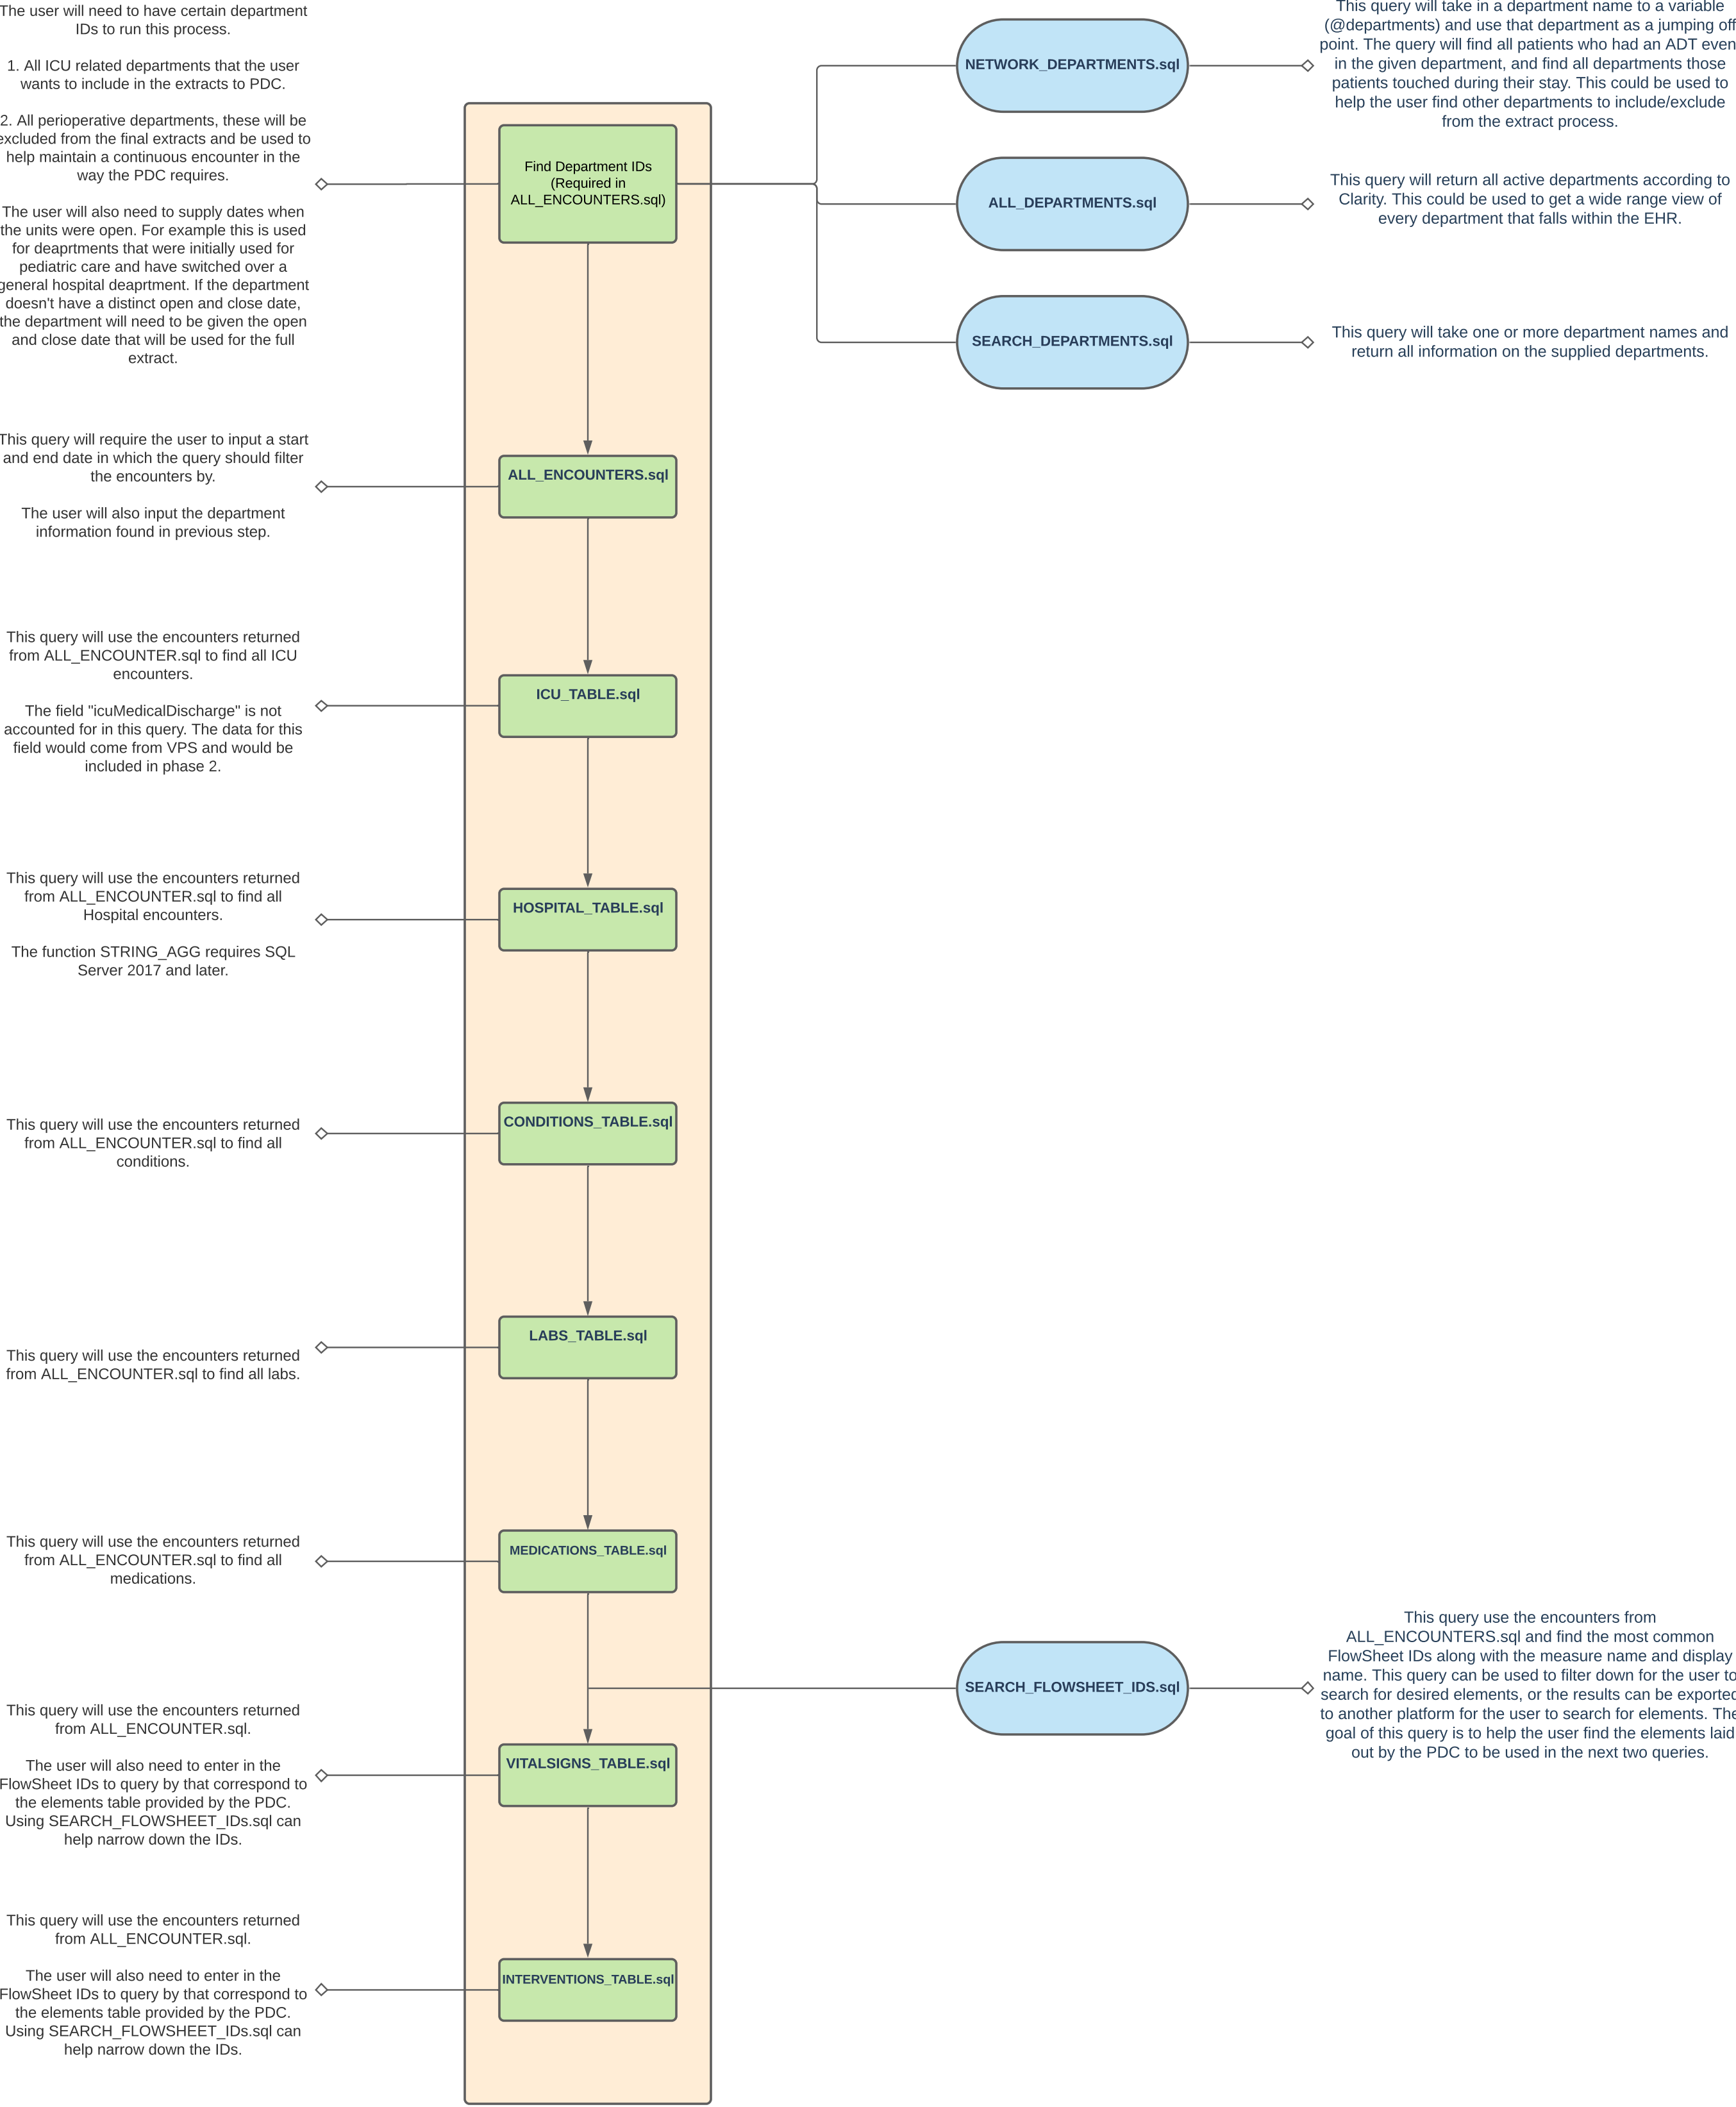 The user will need to have certain department
IDs to run this process.
1. All ICU related departments that the user
wants to include in the extracts to PDC.
2. All perioperative departments, these will be
excluded from the final extracts and be used to
help maintain a continuous encounter in the
way the PDC requires.
The user will also need to supply dates when
the units were open. For example this is used
for deaprtments that were initially used for
pediatric care and have switched over a
general hospital deaprtment. If the department
doesn't have a distinct open and close date,
the department will need to be given the open
and close date that will be used for the full
extract.
Find Department IDs
(Required in
ALL_ENCOUNTERS.sql)
NETWORK_DEPARTMENTS.sql
This query will take in a department name to a variable
(@departments) and use that department as a jumping off
point. The query will find all patients who had an ADT even
in the given department, and find all departments those
patients touched during their stay. This could be used to
help the user find other departments to include/exclude
from the extract process.
ALL_DEPARTMENTS.sql
This query will return all active departments according to
Clarity. This could be used to get a wide range view of
every department that falls within the EHR.
SEARCH_DEPARTMENTS.sql
This query will take one or more department names and
return all information on the supplied departments.
This query will require the user to input a start
and end date in which the query should filter
the encounters by.
The user will also input the department
information found in previous step.
ALL_ENCOUNTERS.sql
This query will use the encounters returned
from ALL_ENCOUNTER.sql to find all ICU
encounters.
The field "icuMedicalDischarge" is not
accounted for in this query. The data for this
field would come from VPS and would be
included in phase 2.
ICU_TABLE.sql
This query will use the encounters returned
from ALL_ENCOUNTER.sql to find all
Hospital encounters.
The function STRING_AGG requires SQL
Server 2017 and later.
HOSPITAL_TABLE.sql
This query will use the encounters returned
from ALL_ENCOUNTER.sql to find all
conditions.
CONDITIONS_TABLE.sql
This query will use the encounters returned
from ALL_ENCOUNTER.sql to find all labs.
LABS_TABLE.sql
This query will use the encounters returned
from ALL_ENCOUNTER.sql to find all
medications.
MEDICATIONS_TABLE.sql
SEARCH_FLOWSHEET_IDS.sql
This query use the encounters from
ALL_ENCOUNTERS.sql and find the most common
FlowSheet IDs along with the measure name and display
name. This query can be used to filter down for the user to
search for desired elements, or the results can be exported
to another platform for the user to search for elements. The
goal of this query is to help the user find the elements laid
out by the PDC to be used in the next two queries.
This query will use the encounters returned
from ALL_ENCOUNTER.sql.
The user will also need to enter in the
FlowSheet IDs to query by that correspond to
the elements table provided by the PDC.
Using SEARCH_FLOWSHEET_IDs.sql can
help narrow down the IDs.
VITALSIGNS_TABLE.sql
This query will use the encounters returned
from ALL_ENCOUNTER.sql.
The user will also need to enter in the
FlowSheet IDs to query by that correspond to
the elements table provided by the PDC.
Using SEARCH_FLOWSHEET_IDs.sql can
help narrow down the IDs.
INTERVENTIONS_TABLE.sql